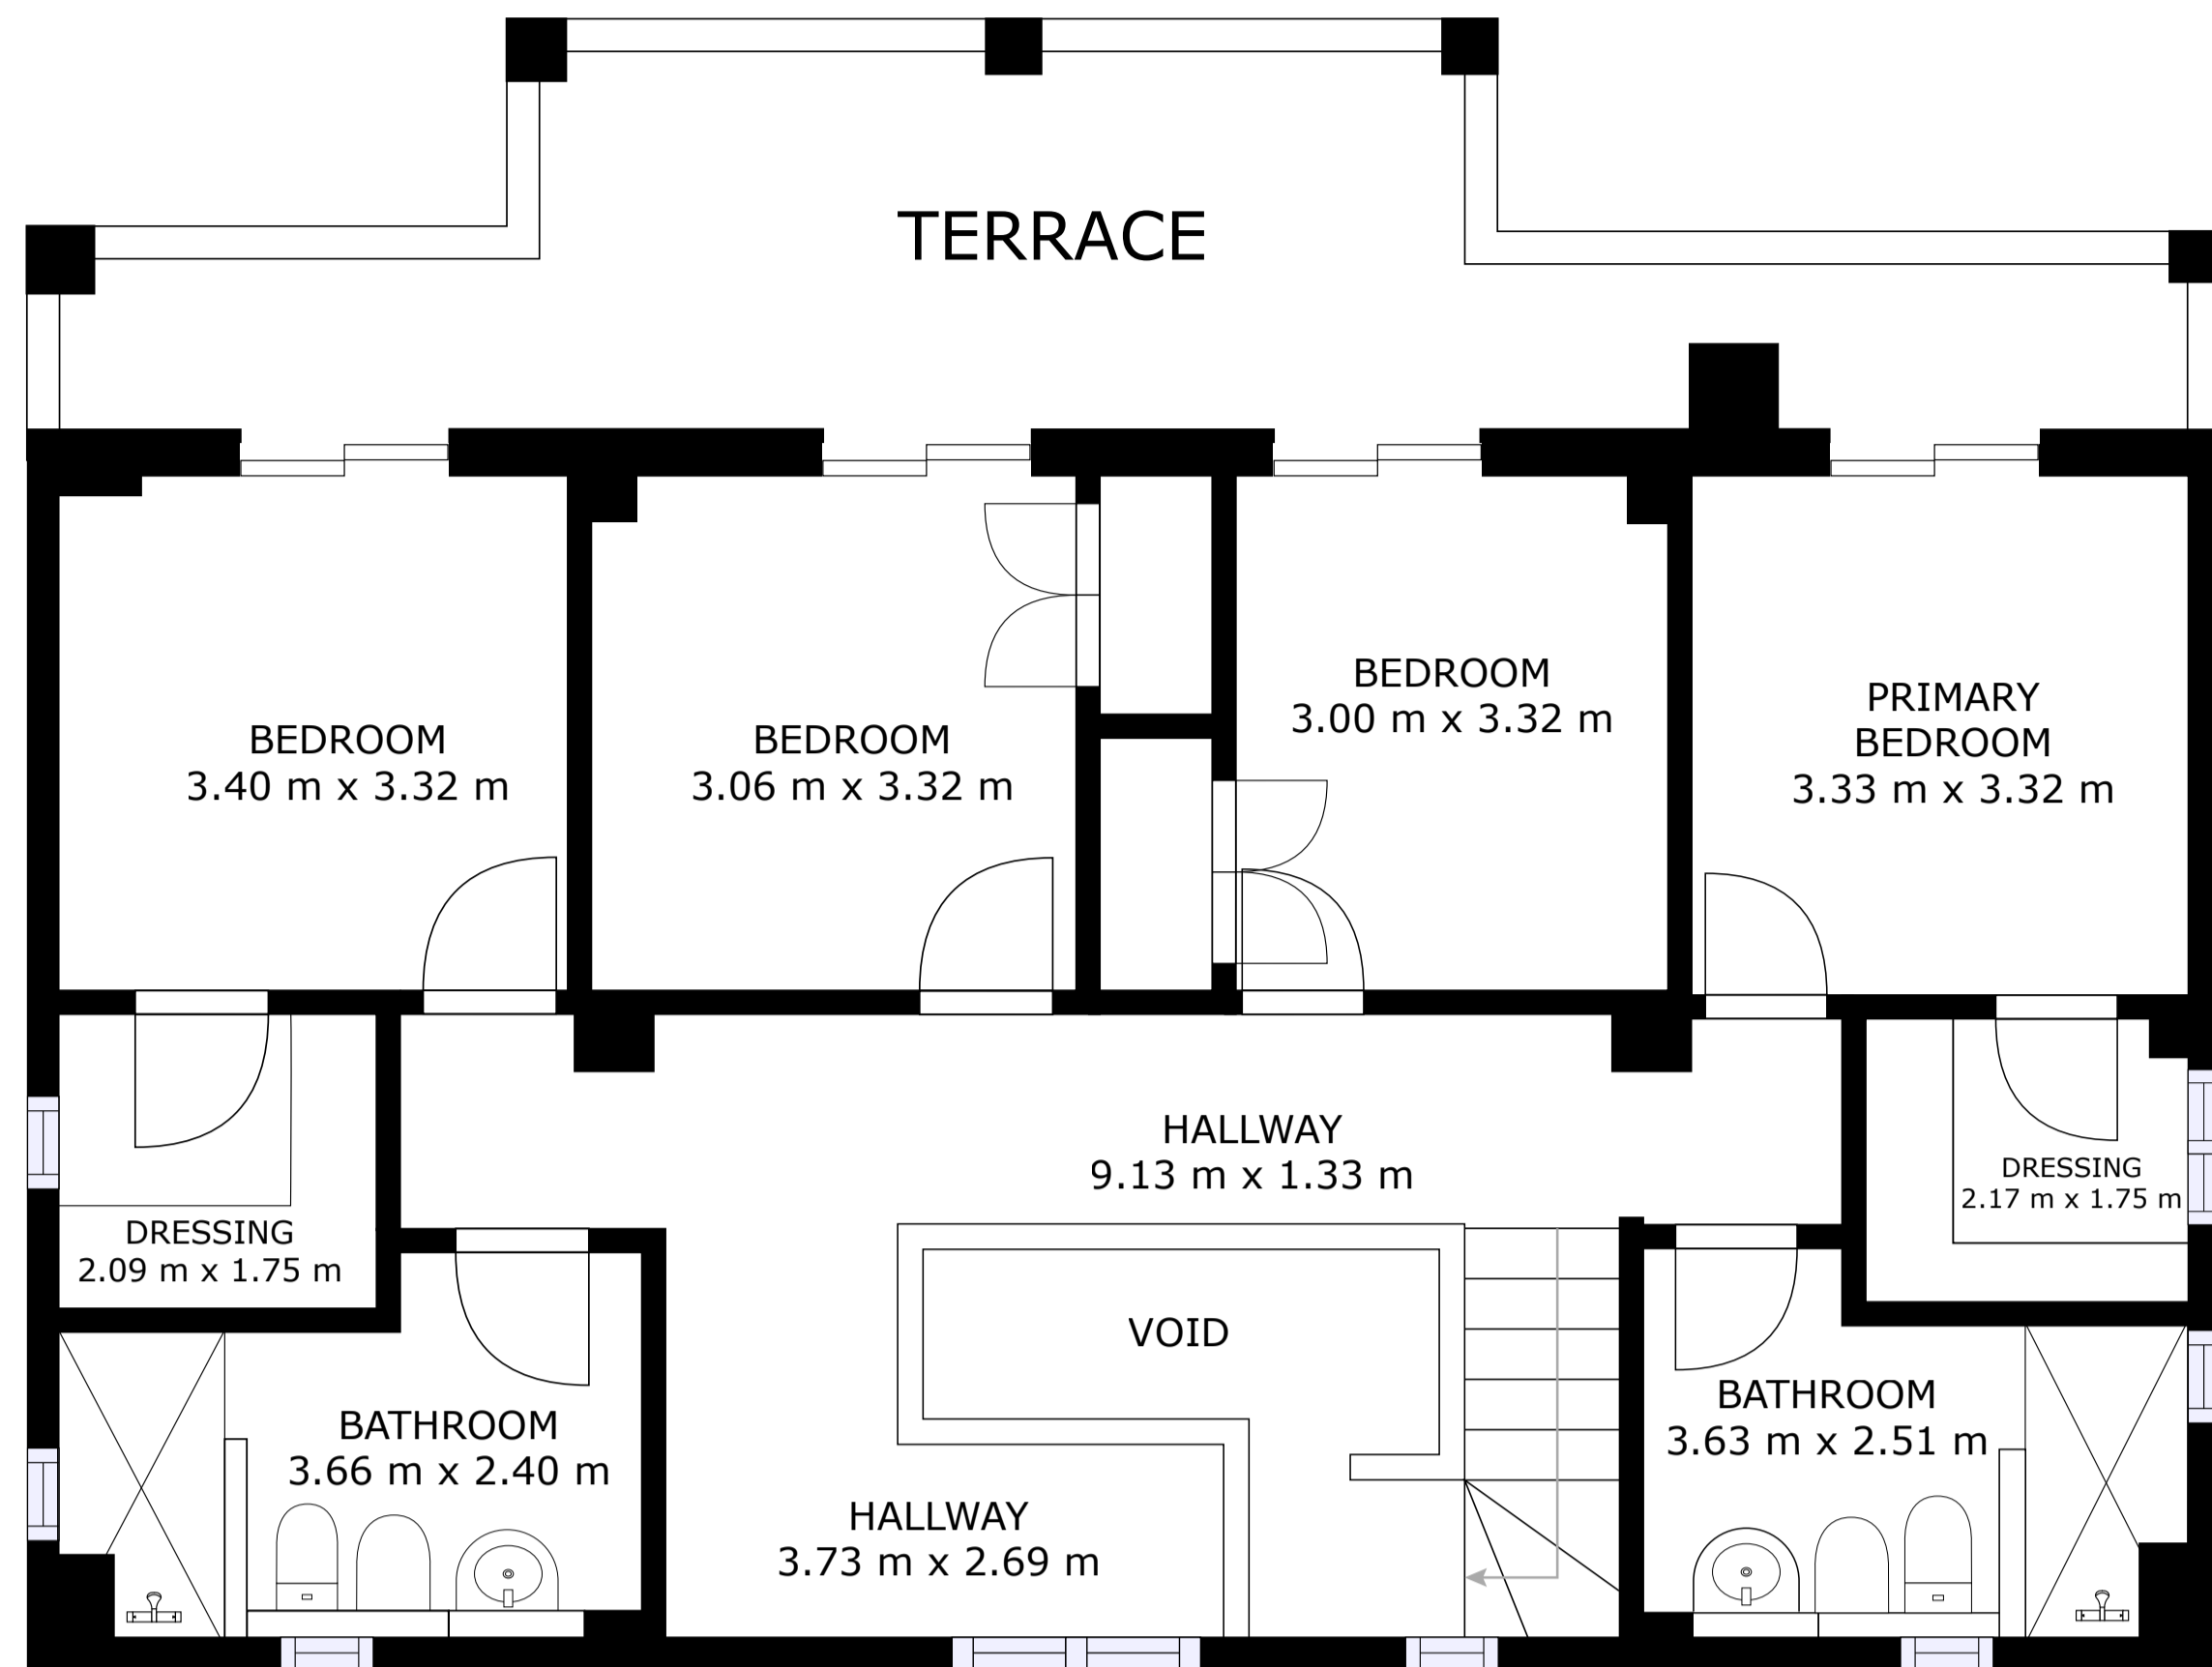 TERRACE
BEDROOM
3.40 m x 3.32 m
BEDROOM
3.06 m x 3.32 m
BEDROOM
3.00 m x 3.32 m
PRIMARY
BEDROOM
3.33 m x 3.32 m
HALLWAY
9.13 m x 1.33 m
DRESSING
2.17 m x 1.75 m
DRESSING
2.09 m x 1.75 m
VOID
BATHROOM
3.66 m x 2.40 m
BATHROOM
3.63 m x 2.51 m
HALLWAY
3.73 m x 2.69 m